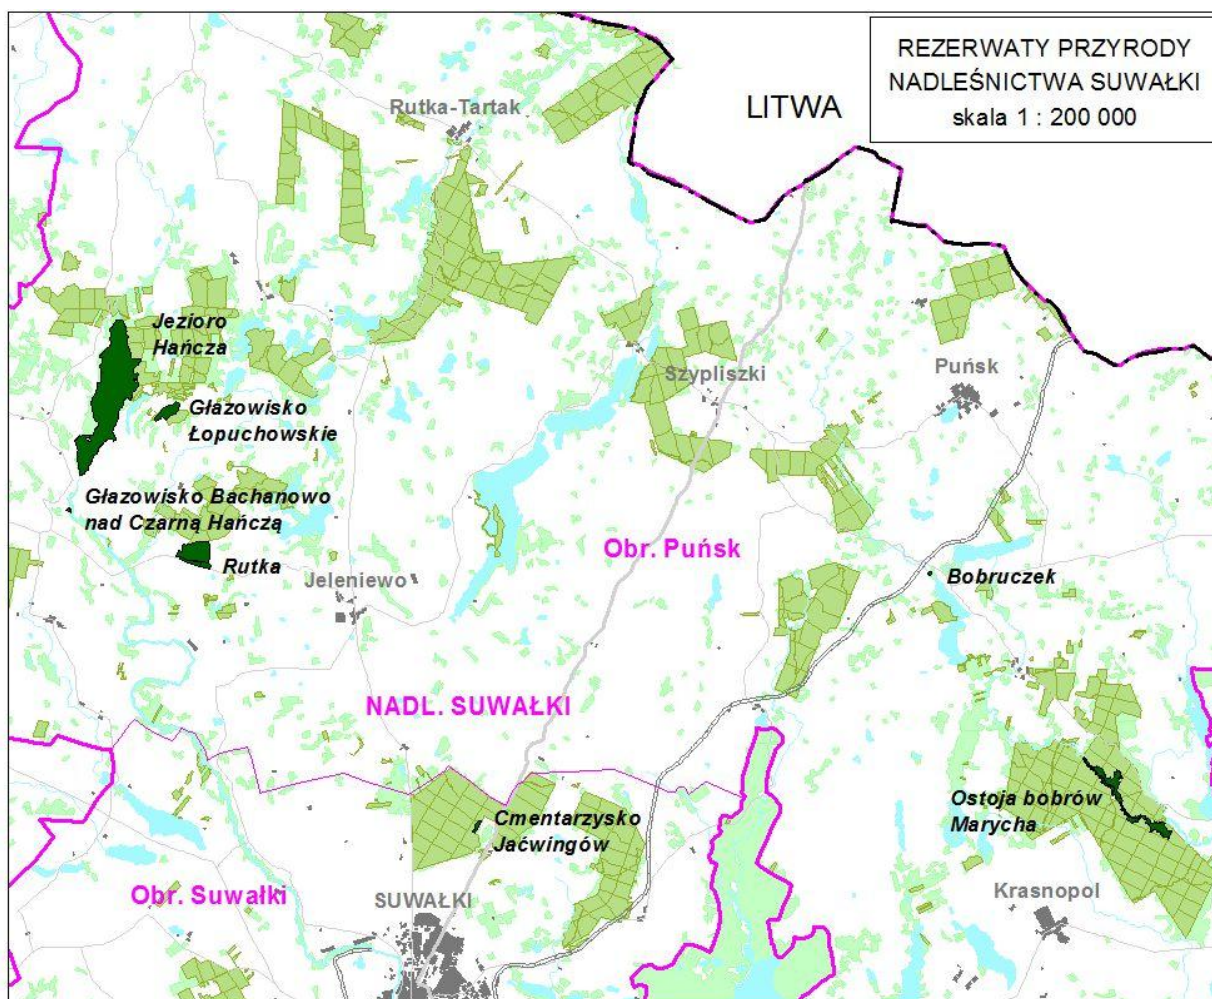 REZERWATY PRZYRODY
NADLEŚNICTWA SUWAŁKI
skala 1 : 200 000
LITWA
Rutka-Tartak
Jezioro
Hańcza
Szypliszki
Puńsk
Głazowisko
Łopuchowskie
Głazowisko Bachanowo
nad Czarną Hańczą
Obr. Puńsk
Rutka
Jeleniewo
Bobruczek
NADL. SUWAŁKI
Ostoja bobrów
Marycha
Cmentarzysko
Jaćwingów
Obr. Suwałki
SUWAŁKI
Krasnopol